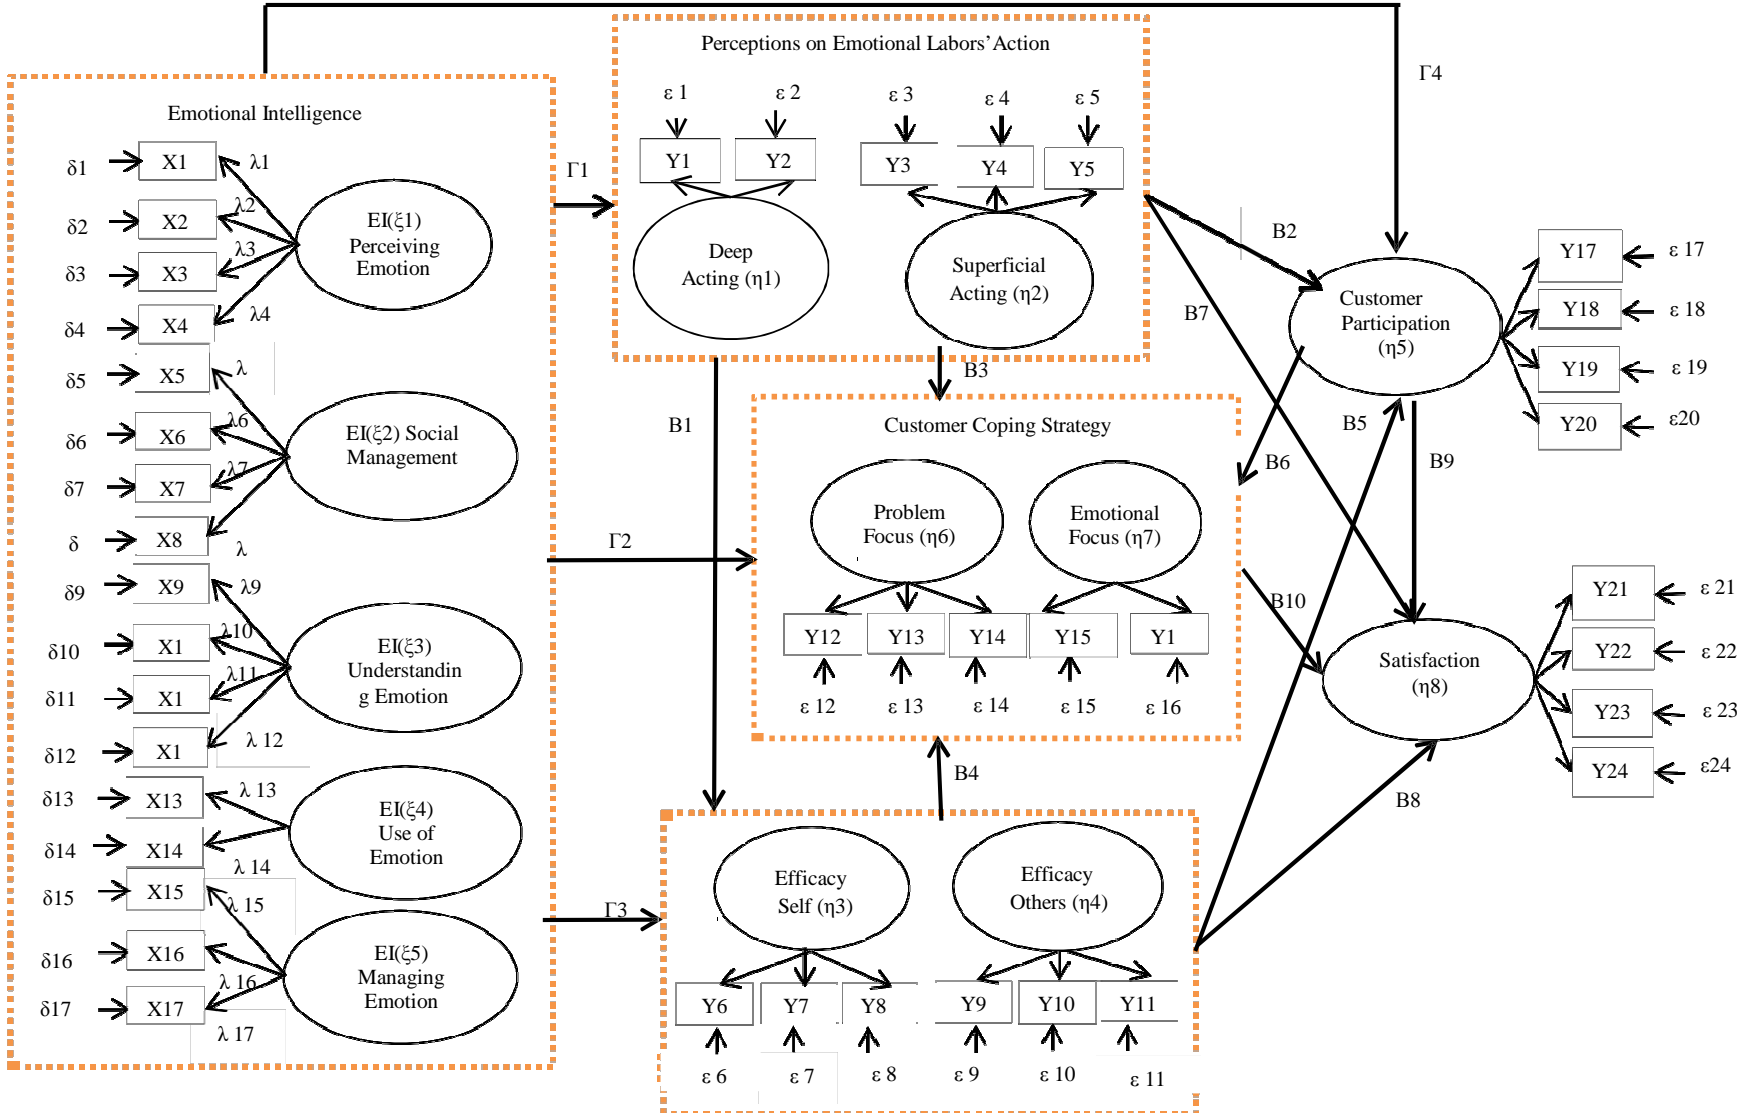 Perceptions on Emotional Labors' Action
Γ4
ε 1
ε 2
ε 3
ε 4
ε 5
Y1
Y2
Y3
Y4
Y5
Deep
Acting (η1)
Superficial
Acting (η2)
Emotional Intelligence
δ1
X1
λ1
δ2
X2
λ2
δ3
X3
λ3
δ4
X4
λ4
EI(ξ1)
Perceiving
Emotion
δ5
X5
λ
δ6
X6
λ6
δ7
X7
λ7
δ
X8
λ
EI(ξ2) Social
Management
δ9
X9
λ9
δ10
X1
λ10
δ11
X1
λ11
δ12
X1
λ 12
EI(ξ3)
Understandin
g Emotion
δ13
X13
λ 13
δ14
X14
λ 14
EI(ξ4)
Use of
Emotion
δ15
X15
λ 15
δ16
X16
λ 16
δ17
X17
λ 17
EI(ξ5)
Managing
Emotion
Γ1
Γ2
Γ3
B1
B2
B3
B4
B5
B6
B7
B8
B9
B10
Customer Coping Strategy
Problem
Focus (η6)
Emotional
Focus (η7)
Y12
Y13
Y14
Y15
Y1
ε 12
ε 13
ε 14
ε 15
ε 16
Efficacy
Self (η3)
Efficacy
Others (η4)
Y6
Y7
Y8
Y9
Y10
Y11
ε 6
ε 7
ε 8
ε 9
ε 10
ε 11
Customer
Participation
(η5)
Y17
ε 17
Y18
ε 18
Y19
ε 19
Y20
ε20
Satisfaction
(η8)
Y21
ε 21
Y22
ε 22
Y23
ε 23
Y24
ε24